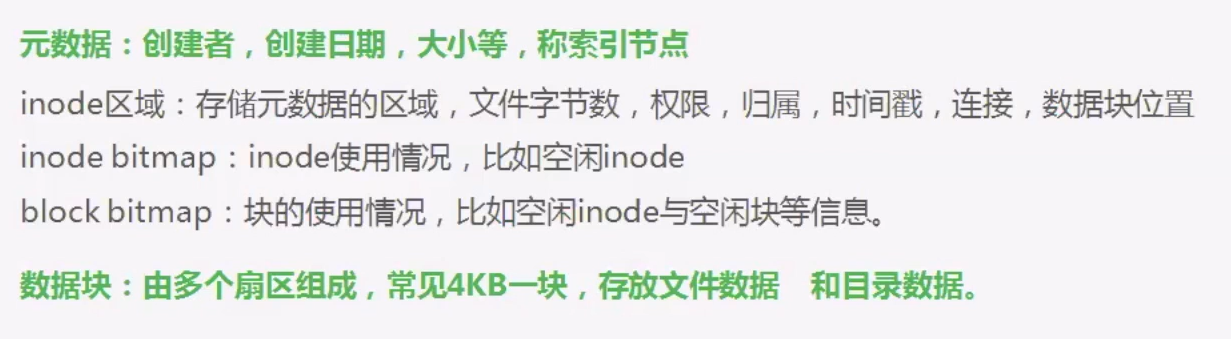 元数据：创建者，创建日期，大小等，称索引节点
inode区域：存储元数据的区域，文件字节数，权限，归属，时间戳，连接，数据块位置
inode bitmap：inode使用情况，比如空闲inode
block bitmap：块的使用情况，比如空闲inode与空闲块等信息。
数据块：由多个扇区组成，常见4KB一块，存放文件数据 和目录数据。